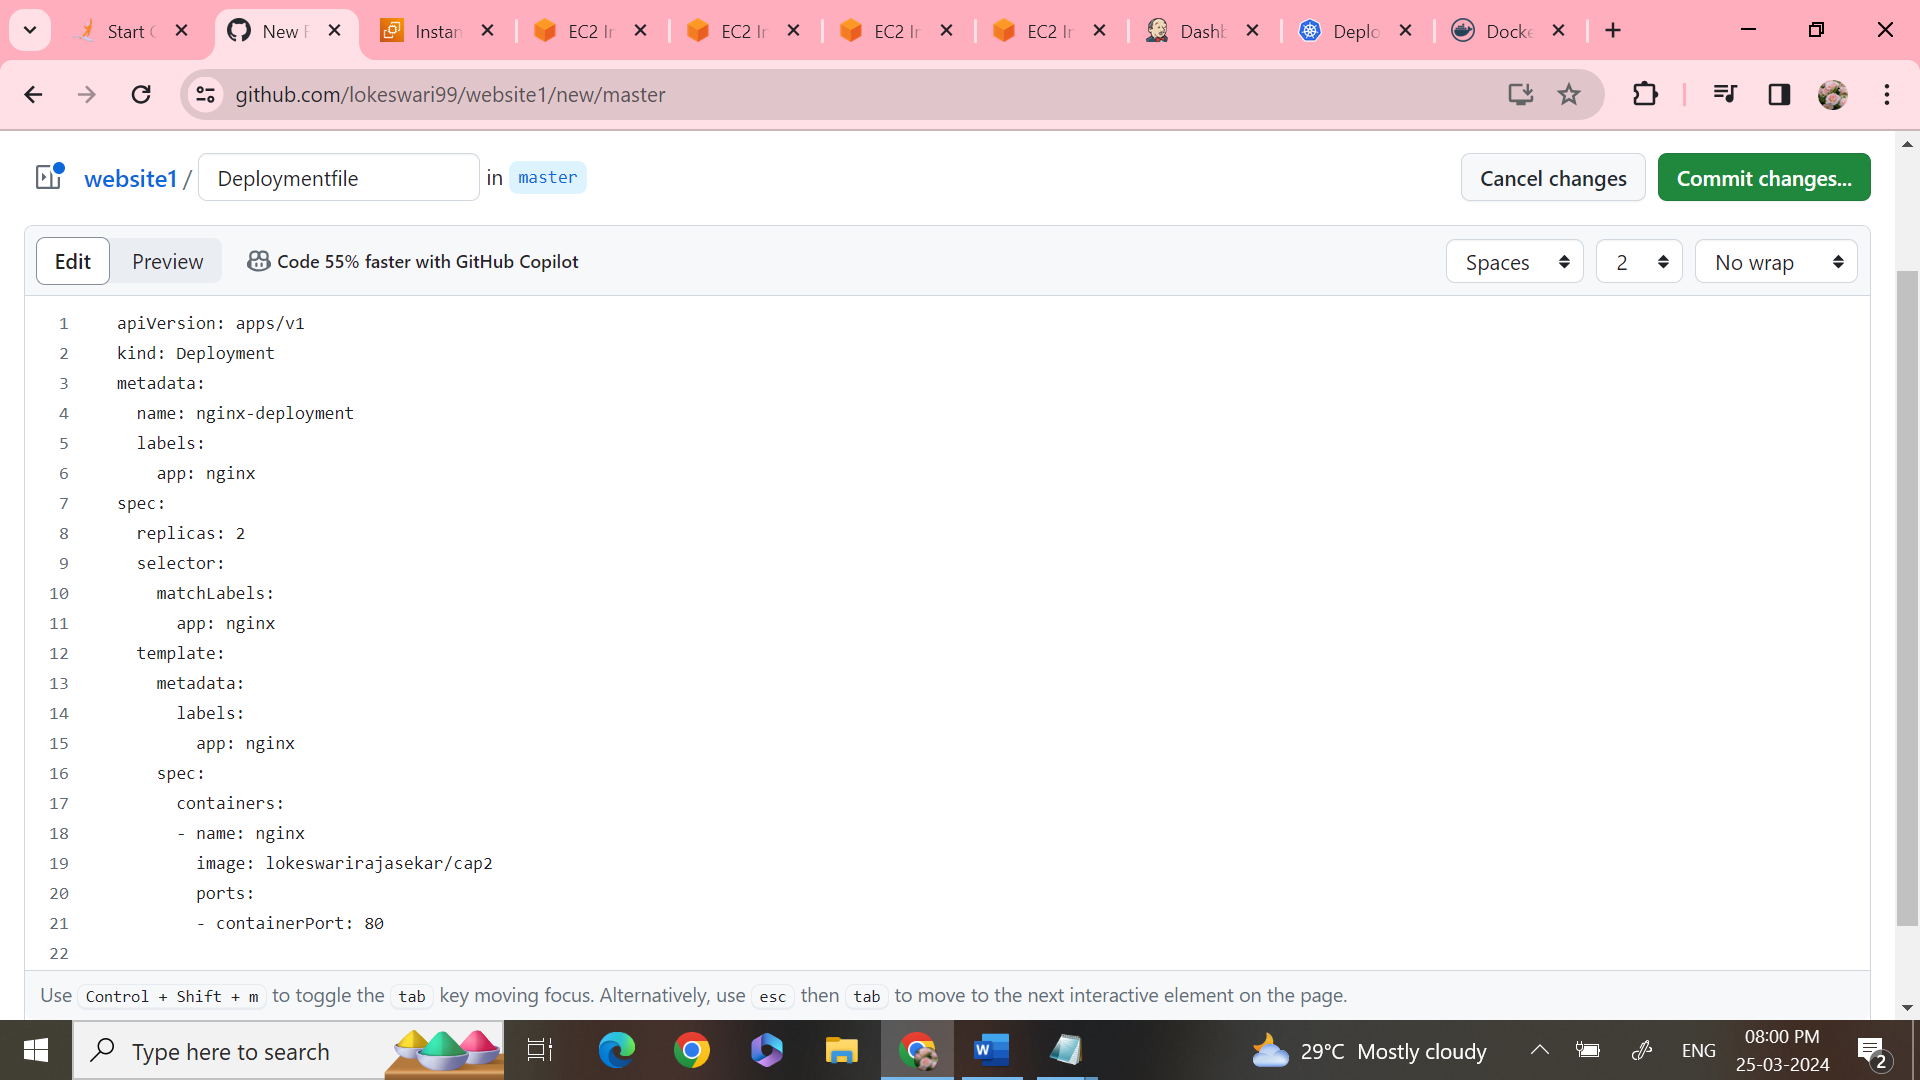 Start
New
Instan
EC2 In
EC2 In
EC2 In
EC2 In
Dashb
Deplo
Docke
github.com/lokeswari99/website1/new/master
website1 / Deploymentfile in master
Cancel changes
Commit changes...
Edit
Preview
Code 55% faster with GitHub Copilot
Spaces
2
No wrap
1 apiVersion: apps/v1
2 kind: Deployment
3 metadata:
4   name: nginx-deployment
5   labels:
6     app: nginx
7 spec:
8   replicas: 2
9   selector:
10     matchLabels:
11       app: nginx
12   template:
13     metadata:
14       labels:
15         app: nginx
16     spec:
17       containers:
18       - name: nginx
19         image: lokeswarirajasekar/cap2
20         ports:
21         - containerPort: 80
22
Use Control + Shift + m to toggle the tab key moving focus. Alternatively, use esc then tab to move to the next interactive element on the page.
Type here to search
29°C Mostly cloudy
ENG
08:00 PM
25-03-2024
2